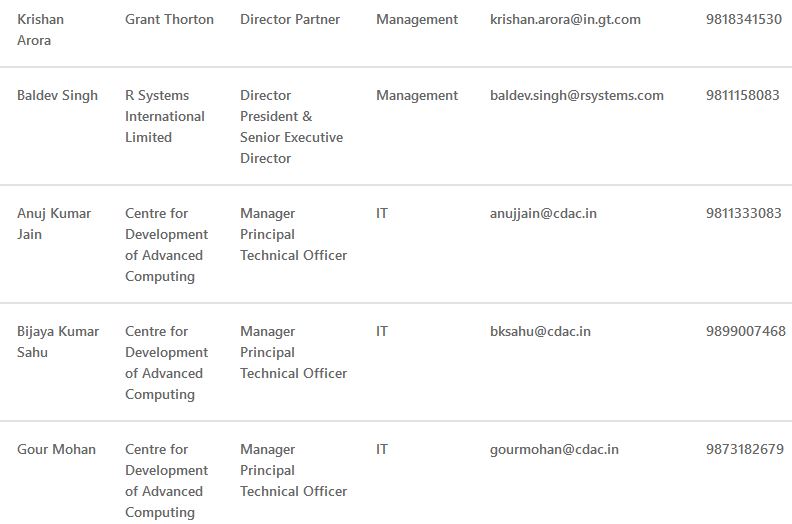 Krishan Grant Thorton Director Partner Management krishan.arora@in.gt.com 9818341530
Arora
Baldev Singh R Systems Director Management baldev.singh@rsystems.com 9811158083
International President &
Limited Senior Executive
Director
Anuj Kumar Centre for Manager IT anujjain@cdac.in 9811333083
Jain Development Principal
of Advanced Technical Officer
Computing
Bijaya Kumar Centre for Manager IT bksahu@cdac.in 9899007468
Sahu Development Principal
of Advanced Technical Officer
Computing
Gour Mohan Centre for Manager IT gourmohan@cdac.in 9873182679
Development Principal
of Advanced Technical Officer
Computing